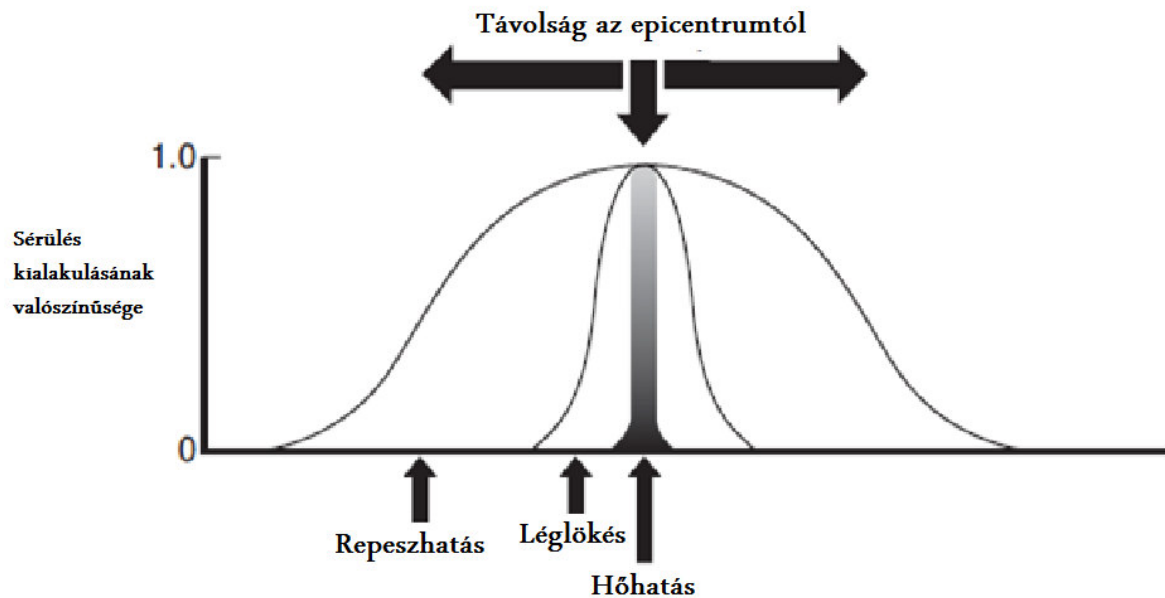 Távolság az epicentrumtól
1.0
Sérülés
kialakulásának
valószínűsége
0
Repeszhatás
Léglökés
Hőhatás